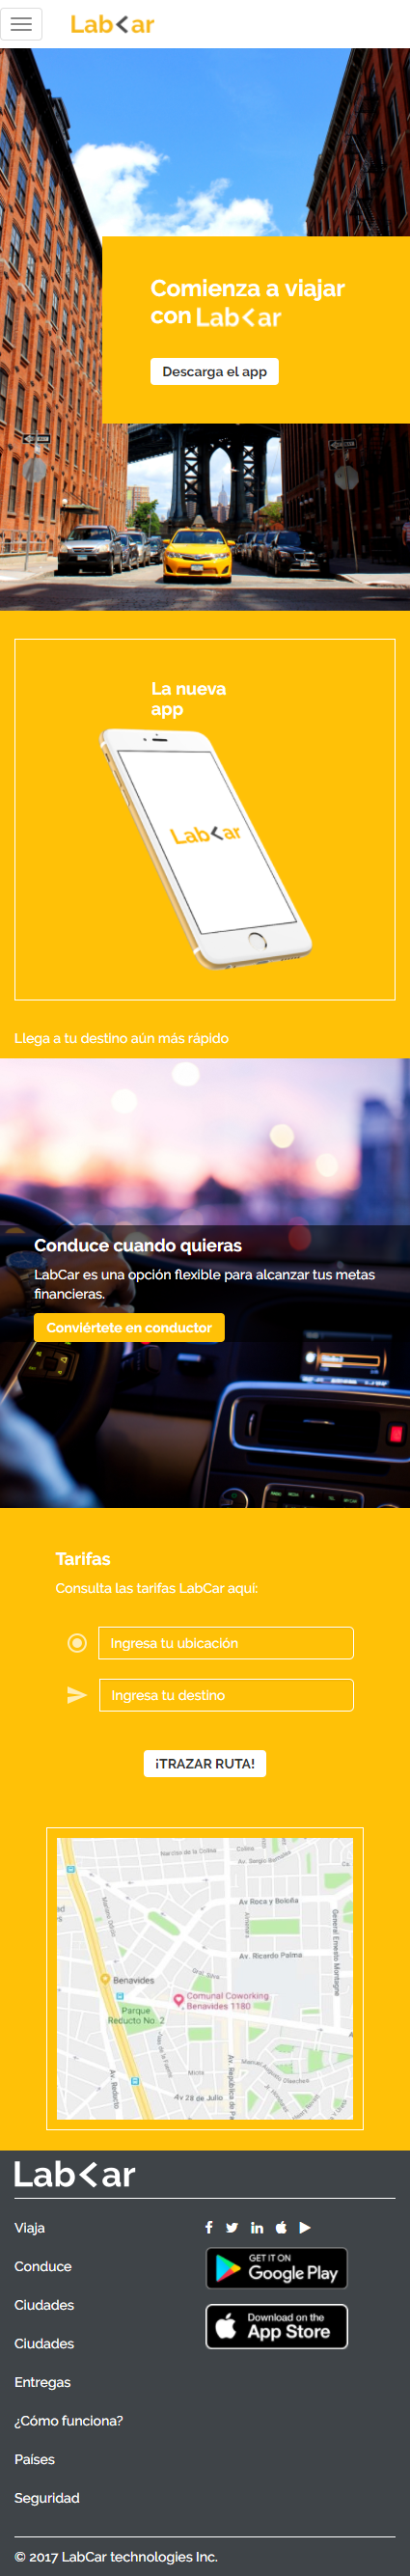 Lab<ar
Comienza a viajar
con Lab<ar
Descarga el app
La nueva
app
Lab<ar
Llega a tu destino aún más rápido
Conduce cuando quieras
LabCar es una opción flexible para alcanzar tus metas
financieras.
Conviértete en conductor
Tarifas
Consulta las tarifas LabCar aquí:
Ingresa tu ubicación
Ingresa tu destino
¡TRAZAR RUTA!
Av Roca y Boloña
Av. Ricardo Palma
General Ernesto Montagne
Benavides
Comunal Coworking
Benavides 1180
Parque
Reducto No. 2
Av. Reducto
Av. República de P
Av 28 de Julio
Lab<ar
Viaja
Conduce
Ciudades
Ciudades
Entregas
¿Cómo funciona?
Países
Seguridad
GET IT ON
Google Play
Download on the
App Store
© 2017 LabCar technologies Inc.